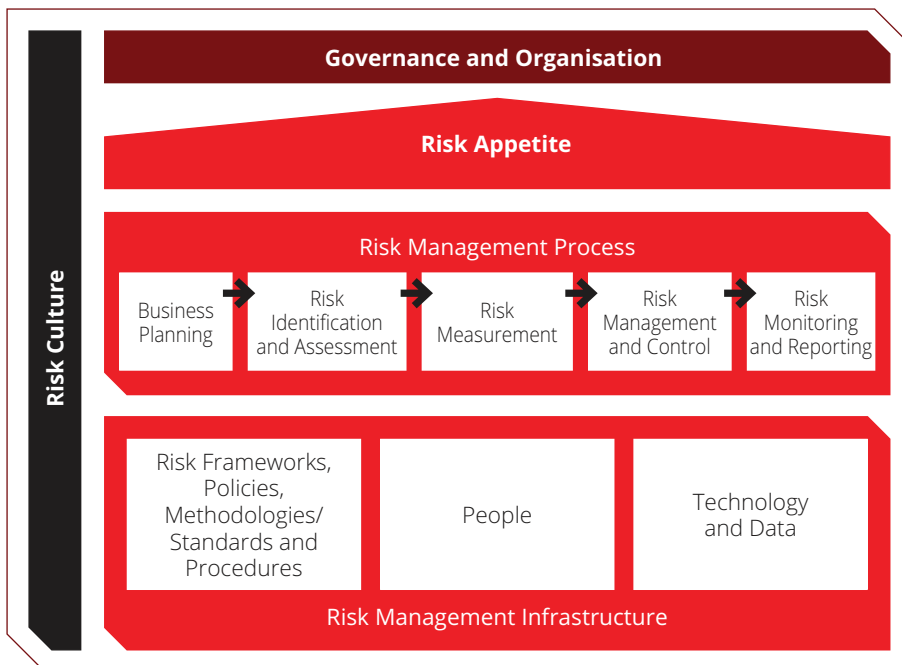 Risk Culture
Governance and Organisation
Risk Appetite
Risk Management Process
Business
Planning
Risk
Identification
and Assessment
Risk
Measurement
Risk
Management
and Control
Risk
Monitoring
and Reporting
Risk Frameworks,
Policies,
Methodologies/
Standards and
Procedures
People
Technology
and Data
Risk Management Infrastructure